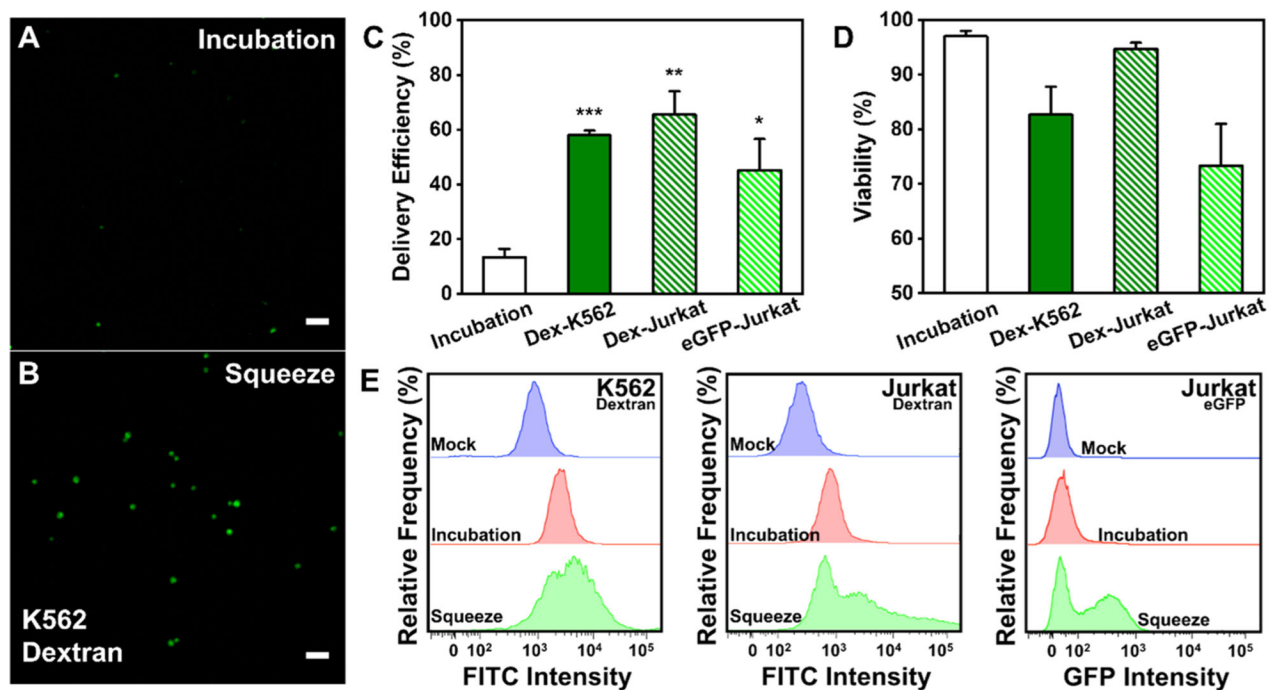 A
Incubation
B
Squeeze
K562
Dextran
C
Delivery Efficiency (%)
100
80
60
40
20
0
***
**
*
Incubation
Dex-K562
Dex-Jurkat
eGFP-Jurkat
D
Viability (%)
100
90
80
70
60
50
Incubation
Dex-K562
Dex-Jurkat
eGFP-Jurkat
E
Relative Frequency (%)
K562
Dextran
Mock
Incubation
Squeeze
0 10² 10³ 10⁴ 10⁵
FITC Intensity
Relative Frequency (%)
Jurkat
Dextran
Mock
Incubation
Squeeze
0 10² 10³ 10⁴ 10⁵
FITC Intensity
Relative Frequency (%)
Jurkat
eGFP
Mock
Incubation
Squeeze
0 10² 10³ 10⁴ 10⁵
GFP Intensity